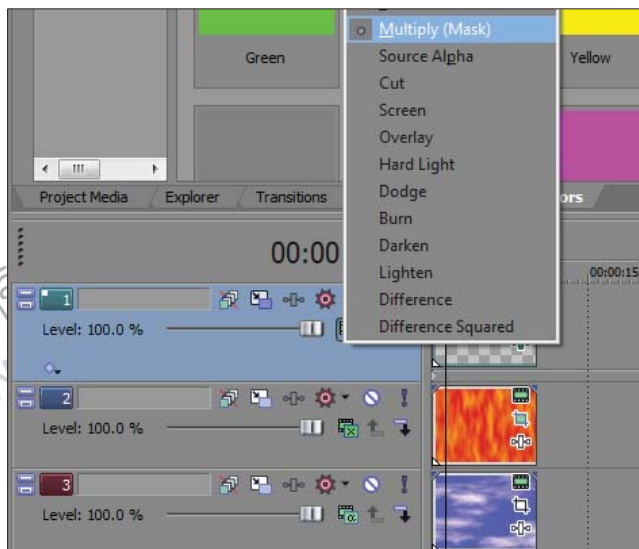 Multiply (Mask)
Green
Source Alpha
Yellow
Cut
Screen
Overlay
Hard Light
Dodge
Burn
Darken
Lighten
Difference
Difference Squared
Project Media
Explorer
Transitions
ors
00:00
00:00:15
1
Level: 100.0 %
2
Level: 100.0 %
3
Level: 100.0 %